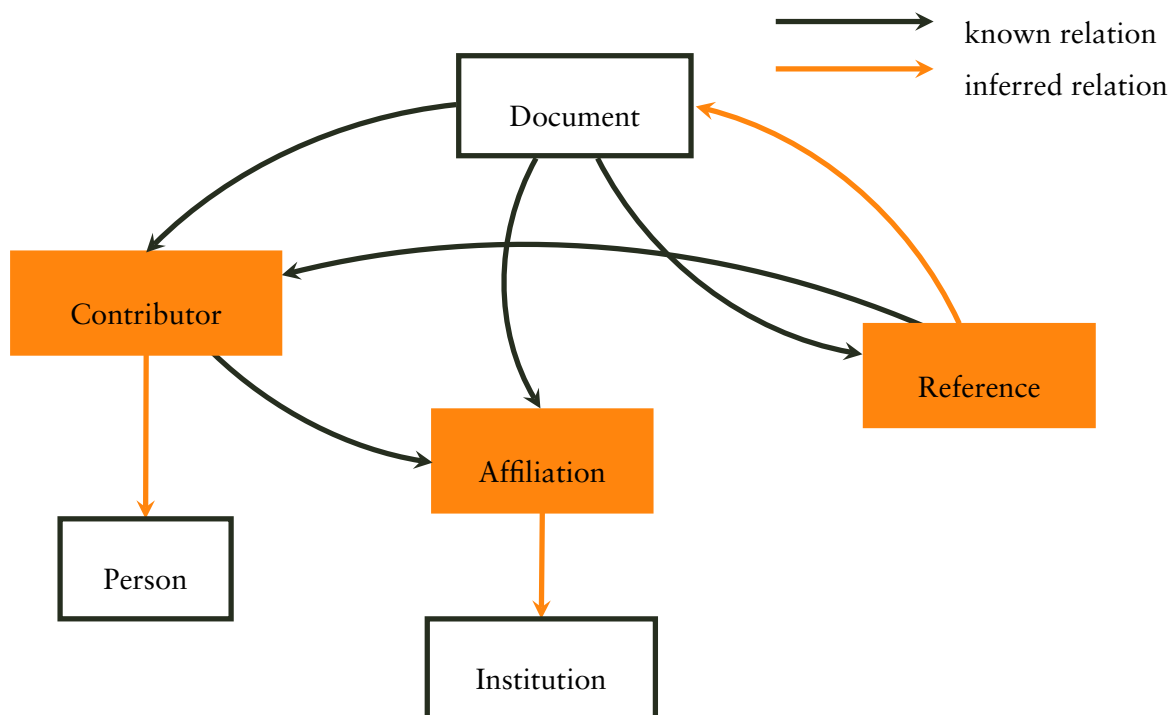 known relation
inferred relation
Document
Contributor
Reference
Affiliation
Person
Institution